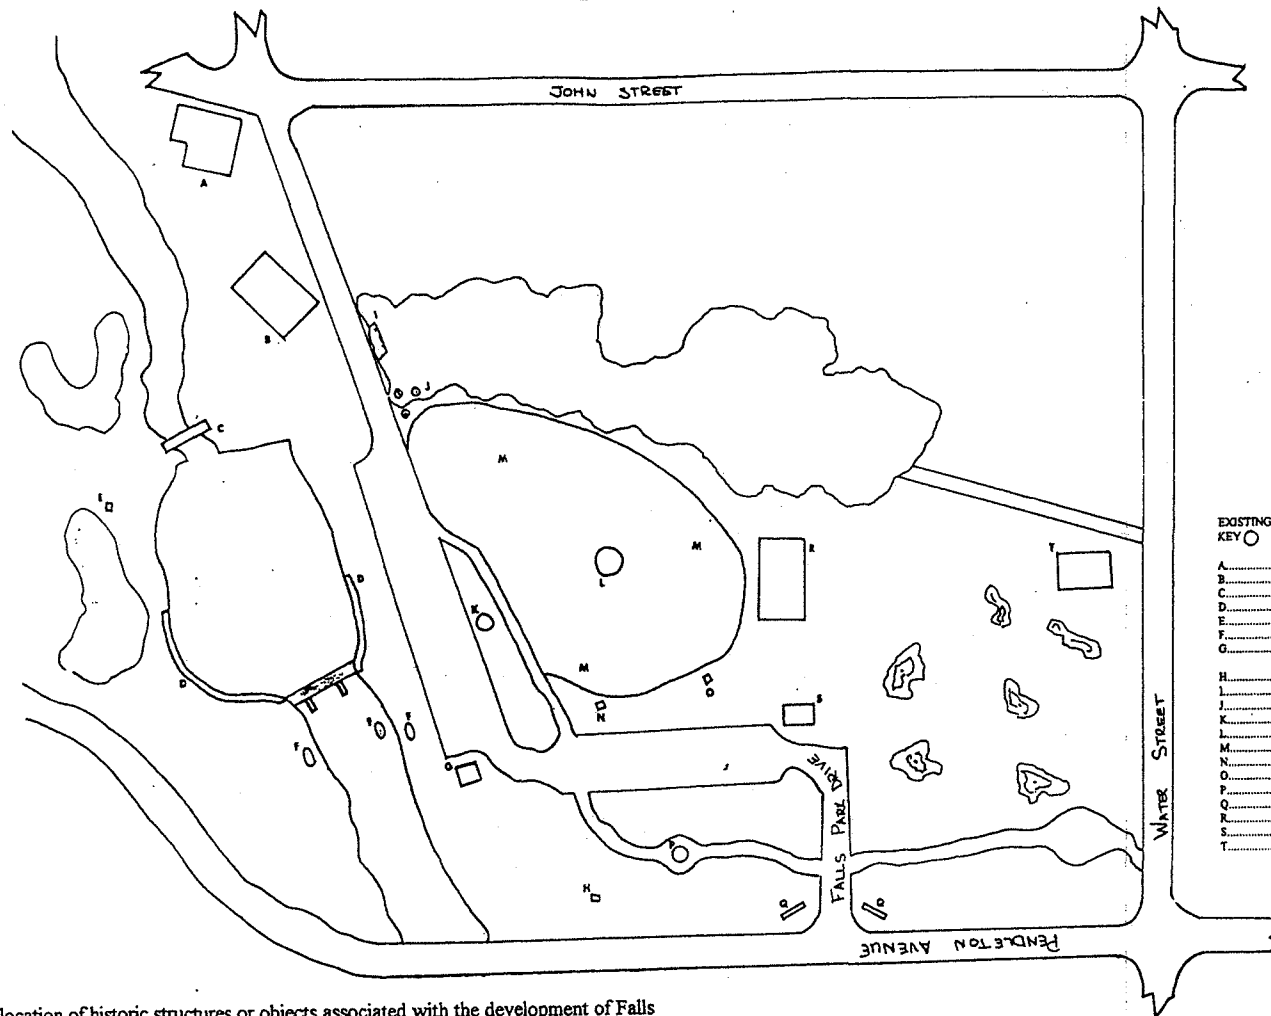 JOHN STREET
A
B
I
J
C
M
E
M
L
R
T
D
K
M
D
O
N
S
F
F
F
G
FALLS PARK DRIVE
P
H
Q
Q
WATER STREET
PENDLETON AVENUE
EXISTING
KEY
A
B
C
D
E
F
G
H
I
J
K
L
M
N
O
P
Q
R
S
T
location of historic structures or objects associated with the development of Falls